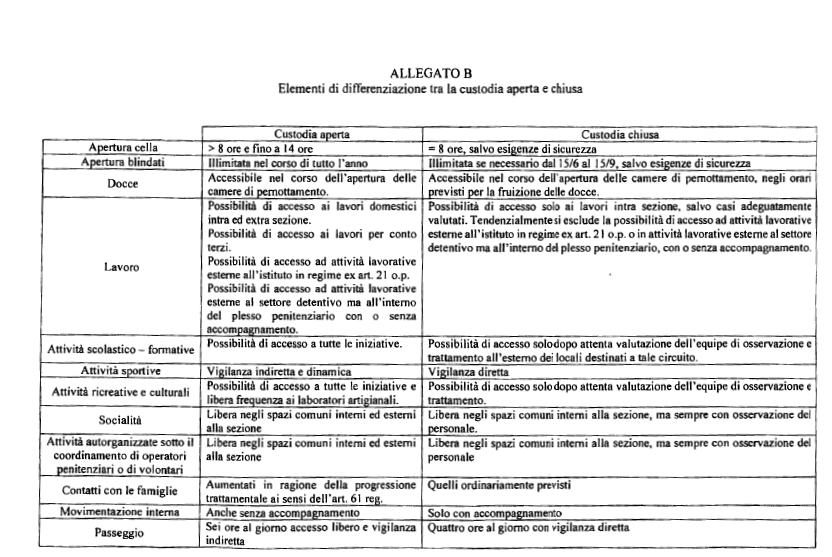 ALLEGATO B
Elementi di differenziazione tra la custodia aperta e chiusa
Custodia aperta
Custodia chiusa
Apertura cella
> 8 ore e fino a 14 ore
= 8 ore, salvo esigenze di sicurezza
Apertura blindati
Illimitata nel corso di tutto l'anno
Illimitata se necessario dal 15/6 al 15/9, salvo esigenze di sicurezza
Docce
Accessibile nel corso dell'apertura delle
camere di pernottamento.
Accessibile nel corso dell'apertura delle camere di pernottamento, negli orari
previsti per la fruizione delle docce.
Lavoro
Possibilità di accesso ai lavori domestici
intra ed extra sezione.
Possibilità di accesso ai lavori per conto
terzi.
Possibilità di accesso ad attività lavorative
esterne all'istituto in regime ex art. 21 o.p.
Possibilità di accesso ad attività lavorative
esterne al settore detentivo ma all'interno
del plesso penitenziario con o senza
accompagnamento.
Possibilità di accesso solo ai lavori intra sezione, salvo casi adeguatamente
valutati. Tendenzialmente si esclude la possibilità di accesso ad attività lavorative
esterne all'istituto in regime ex art. 21 o.p. o in attività lavorative esterne al settore
detentivo ma all'interno del plesso penitenziario, con o senza accompagnamento.
Attività scolastico – formative
Possibilità di accesso a tutte le iniziative.
Possibilità di accesso solo dopo attenta valutazione dell'equipe di osservazione e
trattamento all'esterno dei locali destinati a tale circuito.
Attività sportive
Vigilanza indiretta e dinamica
Vigilanza diretta
Attività ricreative e culturali
Possibilità di accesso a tutte le iniziative e
libera frequenza ai laboratori artigianali.
Possibilità di accesso solo dopo attenta valutazione dell'equipe di osservazione e
trattamento.
Socialità
Libera negli spazi comuni interni ed esterni
alla sezione
Libera negli spazi comuni interni alla sezione, ma sempre con osservazione del
personale.
Attività autorganizzate sotto il
coordinamento di operatori
penitenziari o di volontari
Libera negli spazi comuni interni ed esterni
alla sezione
Libera negli spazi comuni interni alla sezione, ma sempre con osservazione del
personale
Contatti con le famiglie
Aumentati in ragione della progressione
trattamentale ai sensi dell'art. 61 reg.
Quelli ordinariamente previsti
Movimentazione interna
Anche senza accompagnamento
Solo con accompagnamento
Passeggio
Sei ore al giorno accesso libero e vigilanza
indiretta
Quattro ore al giorno con vigilanza diretta